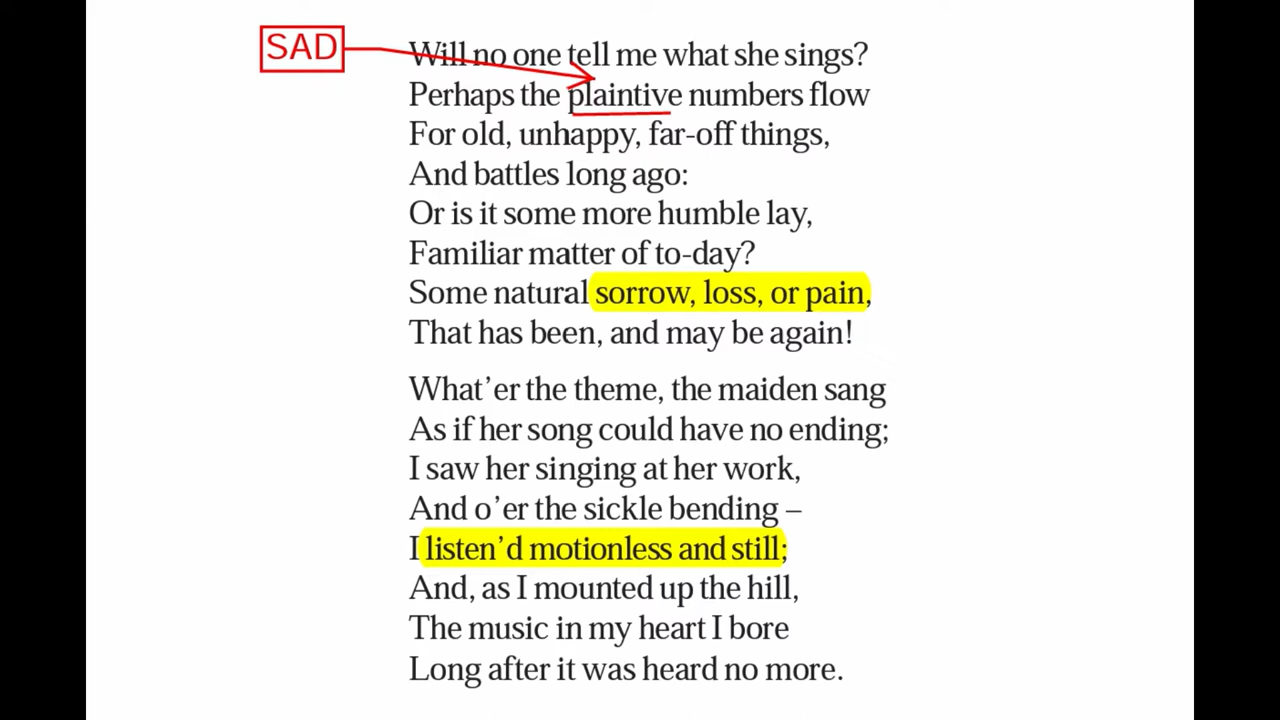 SAD
Will no one tell me what she sings?
Perhaps the plaintive numbers flow
For old, unhappy, far-off things,
And battles long ago:
Or is it some more humble lay,
Familiar matter of to-day?
Some natural sorrow, loss, or pain,
That has been, and may be again!
What’er the theme, the maiden sang
As if her song could have no ending;
I saw her singing at her work,
And o’er the sickle bending –
I listen’d motionless and still;
And, as I mounted up the hill,
The music in my heart I bore
Long after it was heard no more.